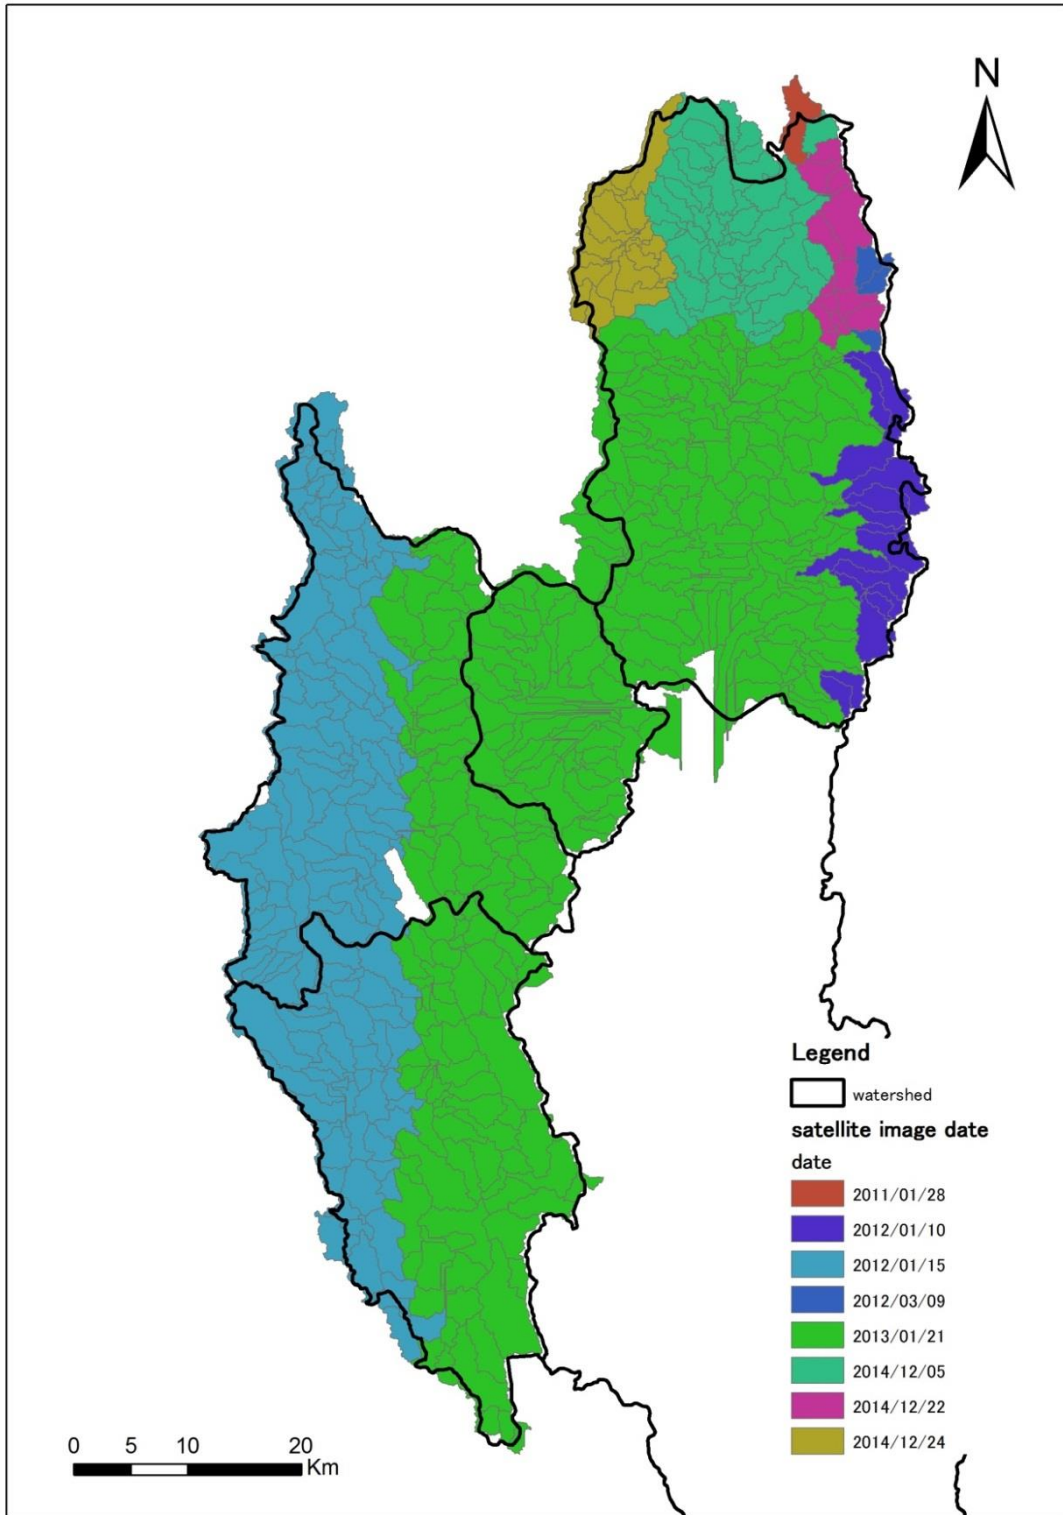 N
Legend
watershed
satellite image date
date
2011/01/28
2012/01/10
2012/01/15
2012/03/09
2013/01/21
2014/12/05
2014/12/22
2014/12/24
0 5 10 20
Km